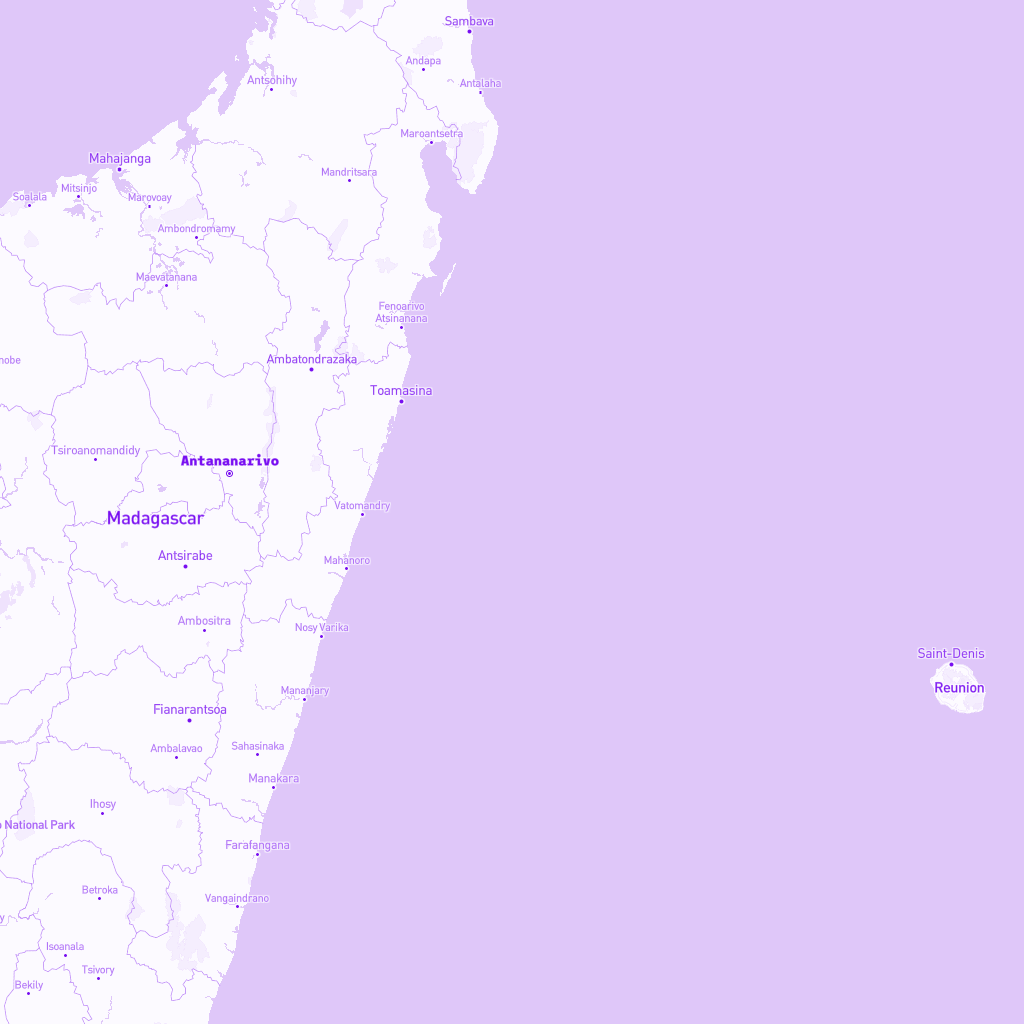 Sambava
Andapa
Antsohihy
Antalaha
Maroantsetra
Mahajanga
Mandritsara
Mitsinjo
Soalala
Marovoay
Ambondromamy
Maevatanana
Fenoarivo
Atsinanana
Ambatondrazaka
nobe
Toamasina
Tsiroanomandidy
Antananarivo
Vatomandry
Madagascar
Antsirabe
Mahanoro
Ambositra
Nosy Varika
Saint-Denis
Reunion
Mananjary
Fianarantsoa
Sahasinaka
Ambalavao
Manakara
Ihosy
o National Park
Farafangana
Betroka
Vangaindrano
y
Isoanala
Tsivory
Bekily